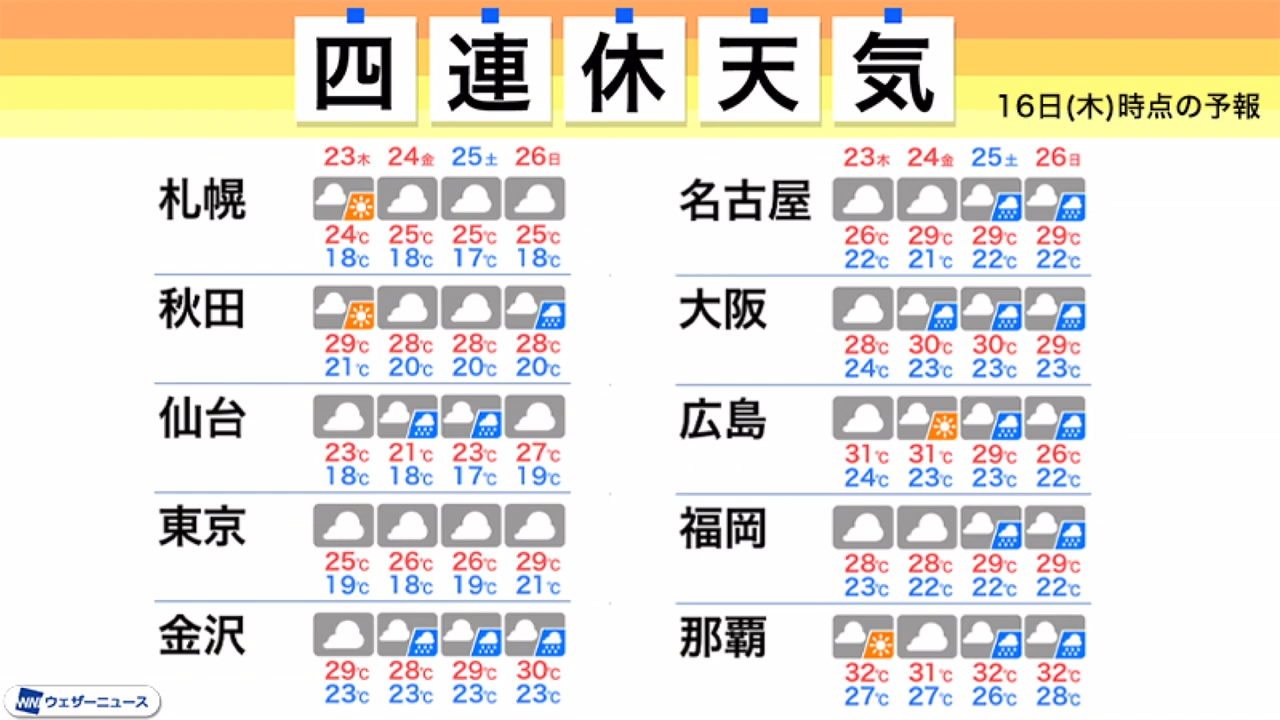 四連休天気
16日(木)時点の予報
23木 24金 25土 26日
札幌
24℃ 25℃ 25℃ 25℃
18℃ 18℃ 17℃ 18℃
秋田
29℃ 28℃ 28℃ 28℃
21℃ 20℃ 20℃ 20℃
仙台
23℃ 21℃ 23℃ 27℃
18℃ 18℃ 17℃ 19℃
東京
25℃ 26℃ 26℃ 29℃
19℃ 18℃ 19℃ 21℃
金沢
29℃ 28℃ 29℃ 30℃
23℃ 23℃ 23℃ 23℃
23木 24金 25土 26日
名古屋
26℃ 29℃ 29℃ 29℃
22℃ 21℃ 22℃ 22℃
大阪
28℃ 30℃ 30℃ 29℃
24℃ 23℃ 23℃ 23℃
広島
31℃ 31℃ 29℃ 26℃
24℃ 23℃ 23℃ 22℃
福岡
28℃ 28℃ 29℃ 29℃
23℃ 22℃ 22℃ 22℃
那覇
32℃ 31℃ 32℃ 32℃
27℃ 27℃ 26℃ 28℃
WNI ウェザーニュース